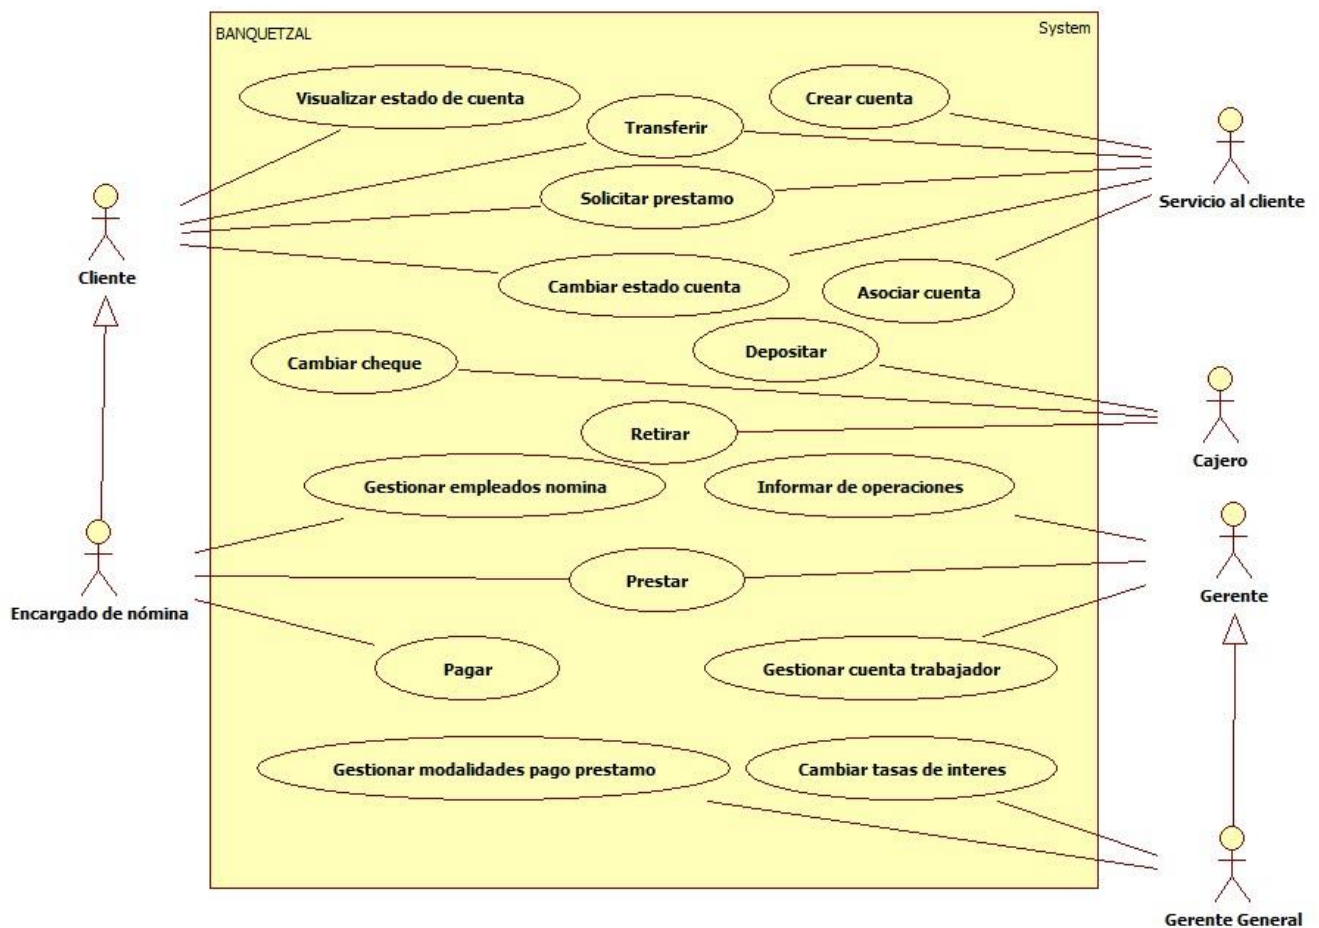 BANQUETZAL
System
Visualizar estado de cuenta
Crear cuenta
Transferir
Solicitar prestamo
Servicio al cliente
Cliente
Cambiar estado cuenta
Asociar cuenta
Depositar
Cambiar cheque
Retirar
Cajero
Gestionar empleados nomina
Informar de operaciones
Prestar
Gerente
Encargado de nómina
Pagar
Gestionar cuenta trabajador
Gestionar modalidades pago prestamo
Cambiar tasas de interes
Gerente General